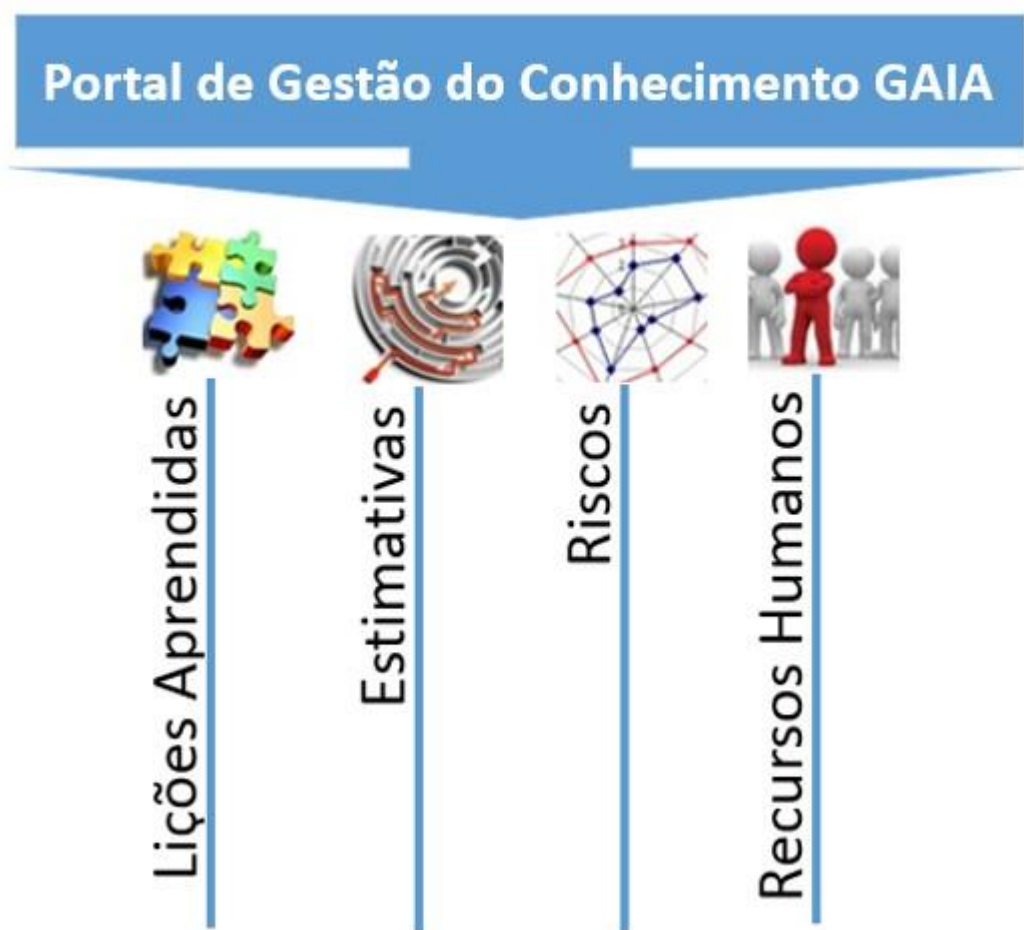 Portal de Gestão do Conhecimento GAIA
Lições Aprendidas
Estimativas
Riscos
Recursos Humanos